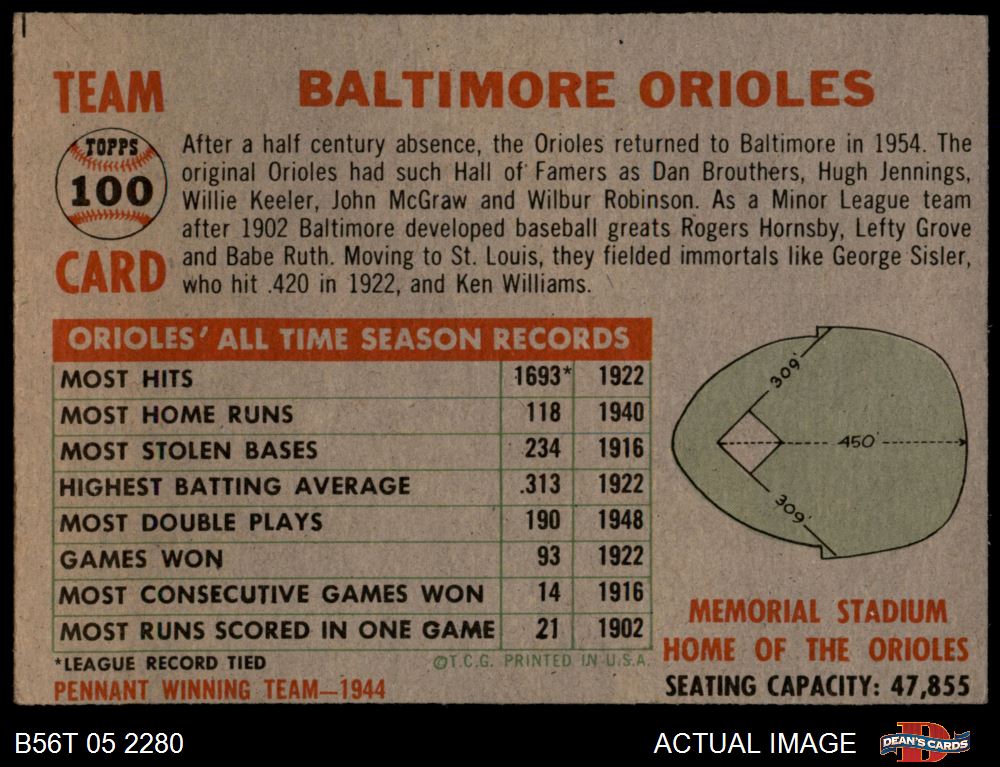 TEAM
BALTIMORE ORIOLES
TOPPS
100
CARD
After a half century absence, the Orioles returned to Baltimore in 1954. The
original Orioles had such Hall of Famers as Dan Brouthers, Hugh Jennings,
Willie Keeler, John McGraw and Wilbur Robinson. As a Minor League team
after 1902 Baltimore developed baseball greats Rogers Hornsby, Lefty Grove
and Babe Ruth. Moving to St. Louis, they fielded immortals like George Sisler,
who hit .420 in 1922, and Ken Williams.
ORIOLES' ALL TIME SEASON RECORDS
MOST HITS 1693* 1922
MOST HOME RUNS 118 1940
MOST STOLEN BASES 234 1916
HIGHEST BATTING AVERAGE .313 1922
MOST DOUBLE PLAYS 190 1948
GAMES WON 93 1922
MOST CONSECUTIVE GAMES WON 14 1916
MOST RUNS SCORED IN ONE GAME 21 1902
*LEAGUE RECORD TIED
©T.C.G. PRINTED IN U.S.A.
PENNANT WINNING TEAM—1944
309'
450'
309'
MEMORIAL STADIUM
HOME OF THE ORIOLES
SEATING CAPACITY: 47,855
B56T 05 2280
ACTUAL IMAGE
DEAN'S CARDS